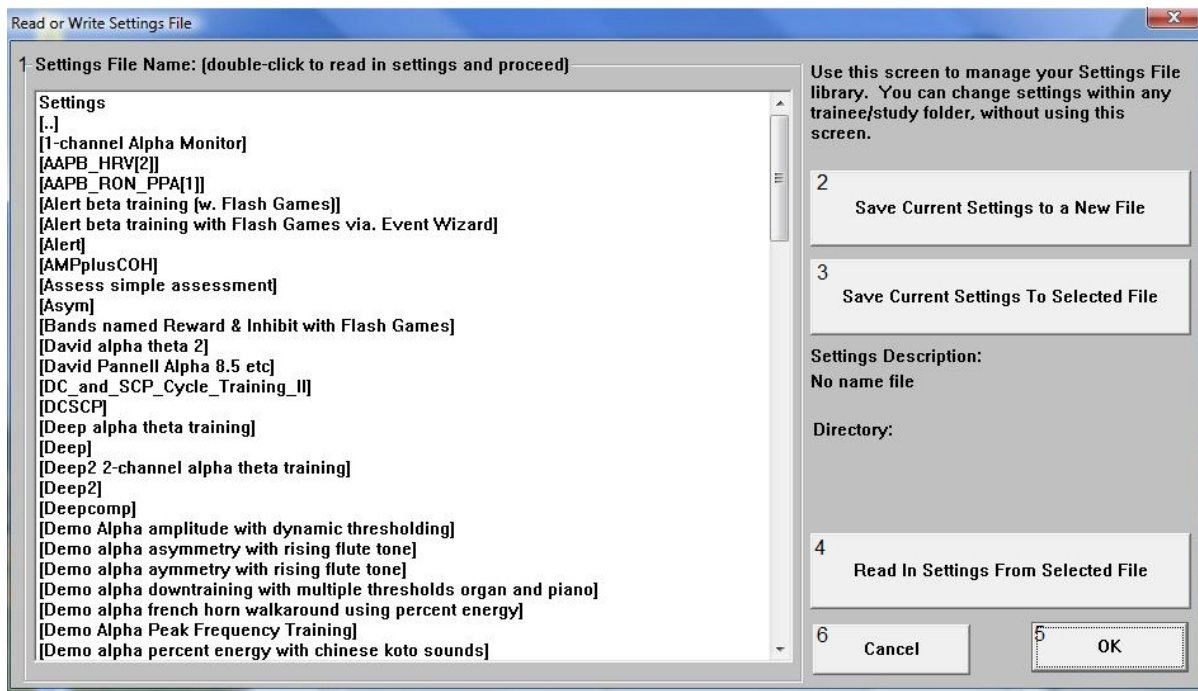 Read or Write Settings File
1 Settings File Name: (double-click to read in settings and proceed)
Settings
[..]
[1-channel Alpha Monitor]
[AAPB_HRV[2]]
[AAPB_RON_PPA[1]]
[Alert beta training (w. Flash Games)]
[Alert beta training with Flash Games via. Event Wizard]
[Alert]
[AMPplusCOH]
[Assess simple assessment]
[Asym]
[Bands named Reward & Inhibit with Flash Games]
[David alpha theta 2]
[David Pannell Alpha 8.5 etc]
[DC_and_SCP_Cycle_Training_II]
[DCSCP]
[Deep alpha theta training]
[Deep]
[Deep2 2-channel alpha theta training]
[Deep2]
[Deepcomp]
[Demo Alpha amplitude with dynamic thresholding]
[Demo alpha asymmetry with rising flute tone]
[Demo alpha aymmetry with rising flute tone]
[Demo alpha downtraining with multiple thresholds organ and piano]
[Demo alpha french horn walkaround using percent energy]
[Demo Alpha Peak Frequency Training]
[Demo alpha percent energy with chinese koto sounds]
Use this screen to manage your Settings File
library. You can change settings within any
trainee/study folder, without using this
screen.
2
Save Current Settings to a New File
3
Save Current Settings To Selected File
Settings Description:
No name file
Directory:
4
Read In Settings From Selected File
6 Cancel
5 OK